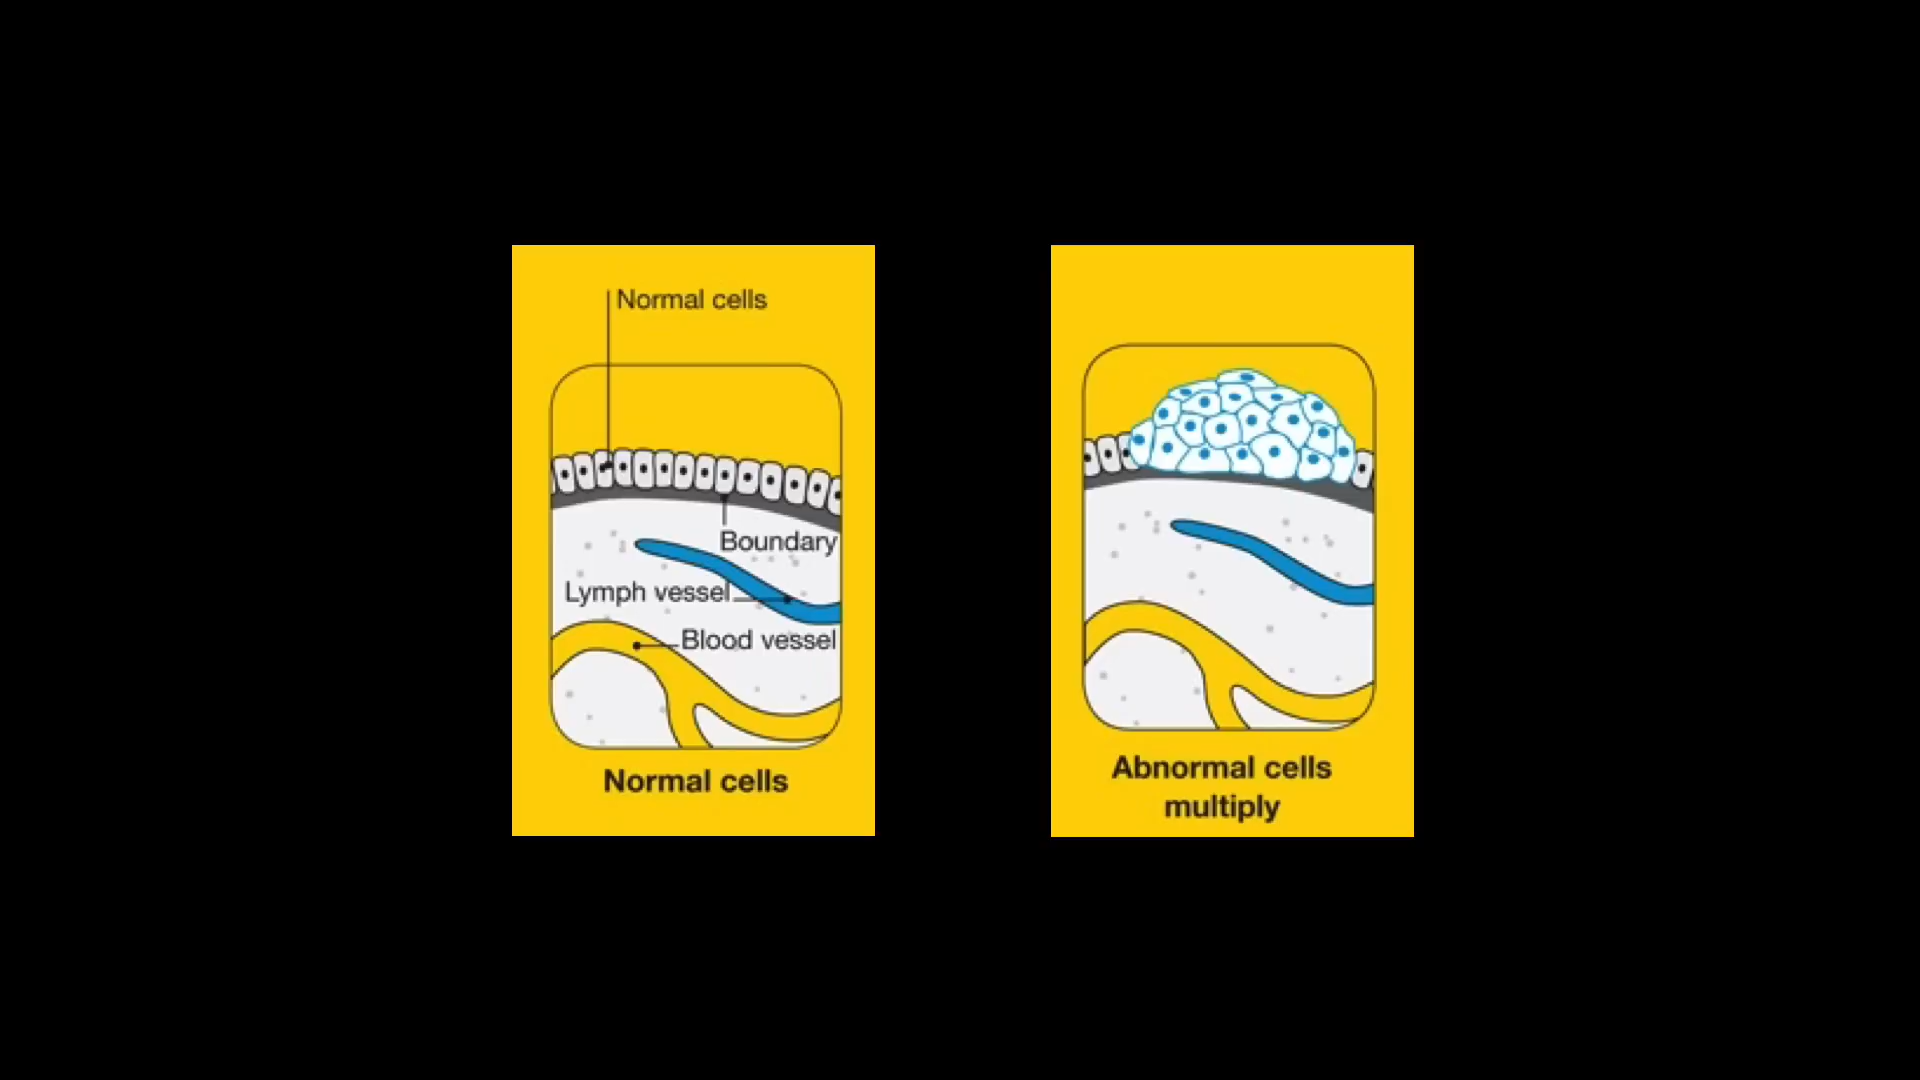 Normal cells
Boundary
Lymph vessel
Blood vessel
Normal cells
Abnormal cells
multiply